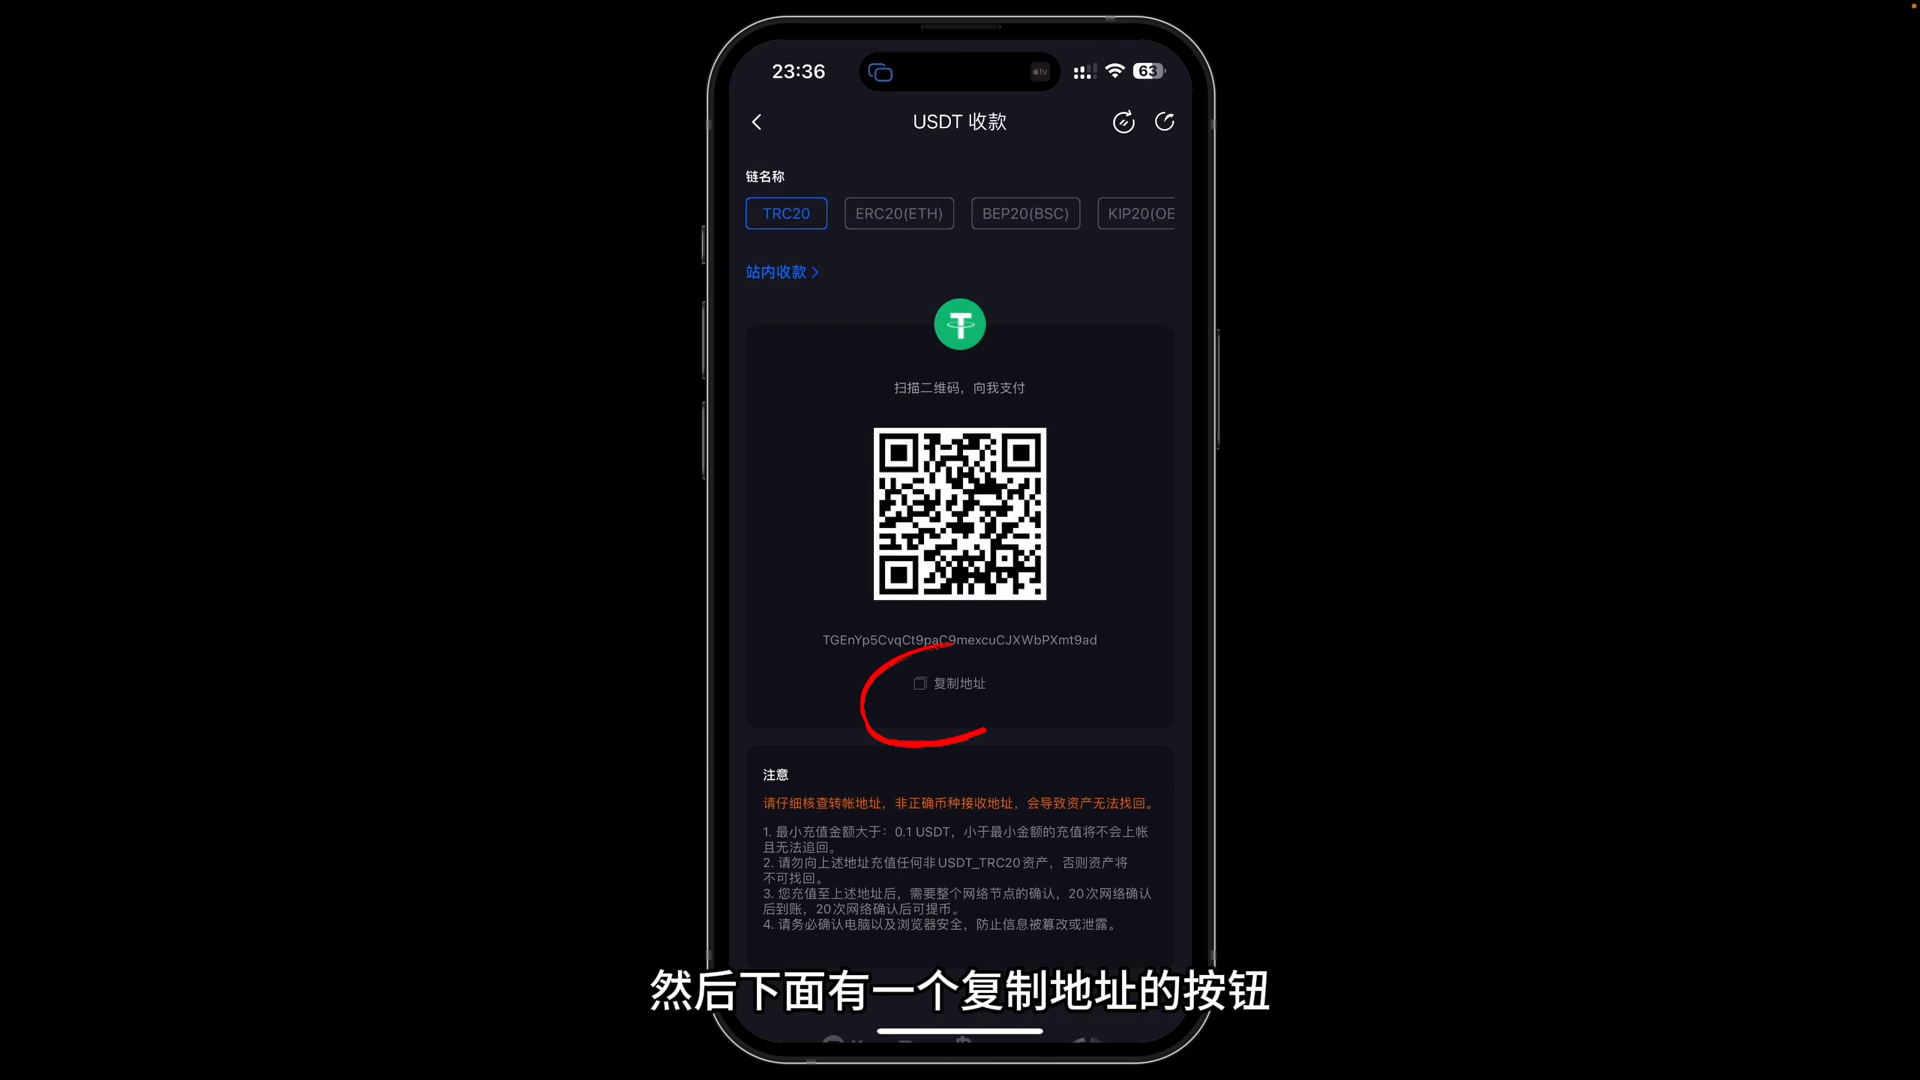 23:36
tv
63
USDT 收款
链名称
TRC20
ERC20(ETH)
BEP20(BSC)
KIP20(OE
站内收款
扫描二维码，向我支付
TGEnYp5CvqCt9paC9mexcuCJXWbPXmt9ad
复制地址
注意
请仔细核查转帐地址，非正确币种接收地址，会导致资产无法找回。
1. 最小充值金额大于：0.1 USDT，小于最小金额的充值将不会上帐
且无法追回。
2. 请勿向上述地址充值任何非USDT_TRC20资产，否则资产将
不可找回。
3. 您充值至上述地址后，需要整个网络节点的确认，20次网络确认
后到账，20次网络确认后可提币。
4. 请务必确认电脑以及浏览器安全，防止信息被篡改或泄露。
然后下面有一个复制地址的按钮